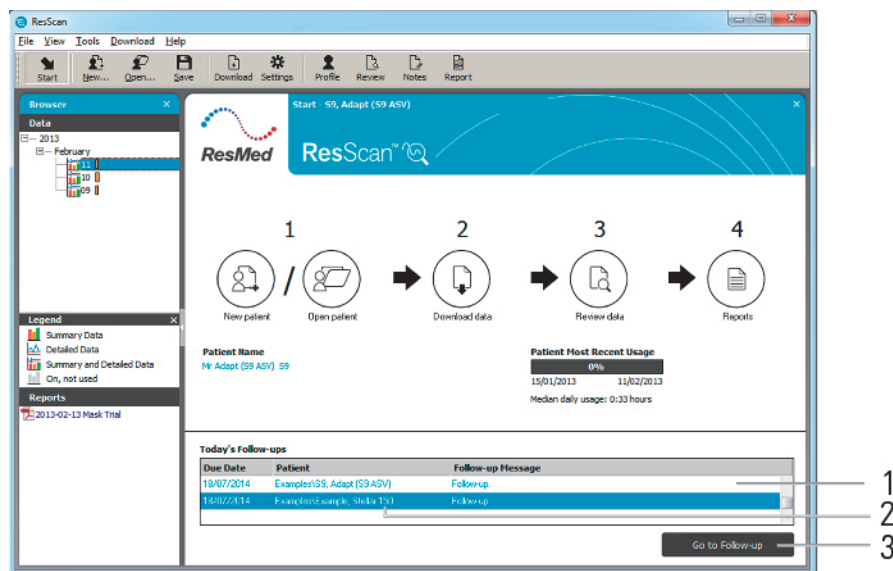 ResScan
File View Tools Download Help
Start New... Open... Save Download Settings Profile Review Notes Report
Browser
Data
2013
February
11
10
09
Legend
Summary Data
Detailed Data
Summary and Detailed Data
On, not used
Reports
2013-02-13 Mask Trial
Start S9, Adapt (S9 ASV)
ResMed
ResScan™
1 2 3 4
/
New patient Open patient Download data Review data Reports
Patient Name
Mr Adapt (S9 ASV) S9
Patient Most Recent Usage
0%
15/01/2013 11/02/2013
Median daily usage: 0:33 hours
Today's Follow-ups
Due Date Patient Follow-up Message
18/07/2014 Examples\S9, Adapt (S9 ASV) Follow-up.
18/07/2014 Examples\Example, Stellar 150 Follow-up
Go to Follow-up
1
2
3